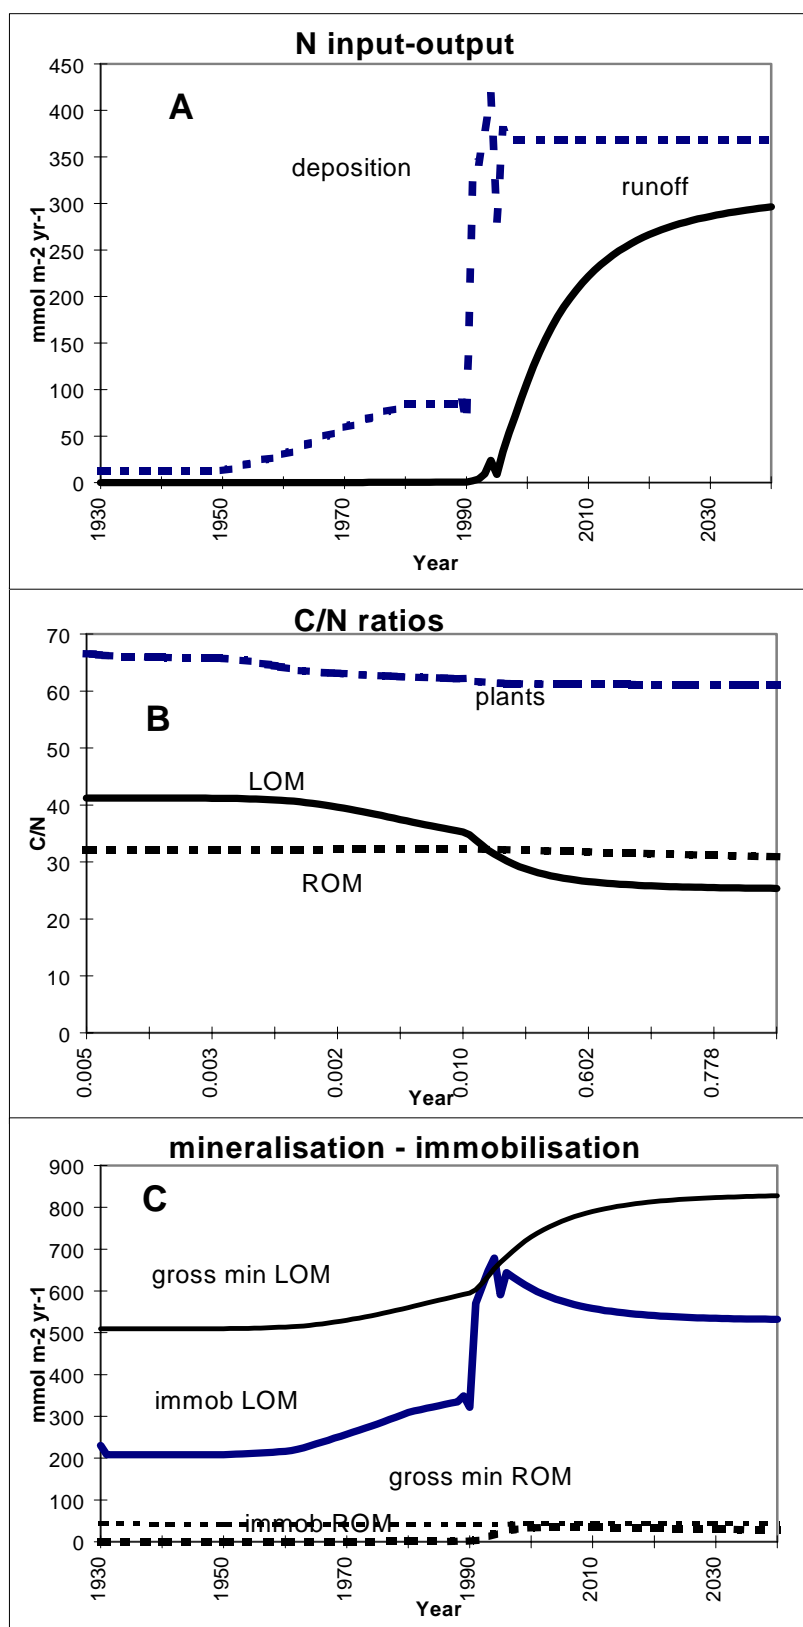 N input-output
450
400
350
300
250
200
150
100
50
0
mmol m-2 yr-1
A
deposition
runoff
1930
1950
1970
1990
2010
2030
Year
C/N ratios
70
60
50
40
30
20
10
0
C/N
plants
B
LOM
ROM
0.005
0.003
0.002
0.010
0.602
0.778
Year
mineralisation - immobilisation
900
800
700
600
500
400
300
200
100
0
mmol m-2 yr-1
C
gross min LOM
immob LOM
gross min ROM
immob ROM
1930
1950
1970
1990
2010
2030
Year